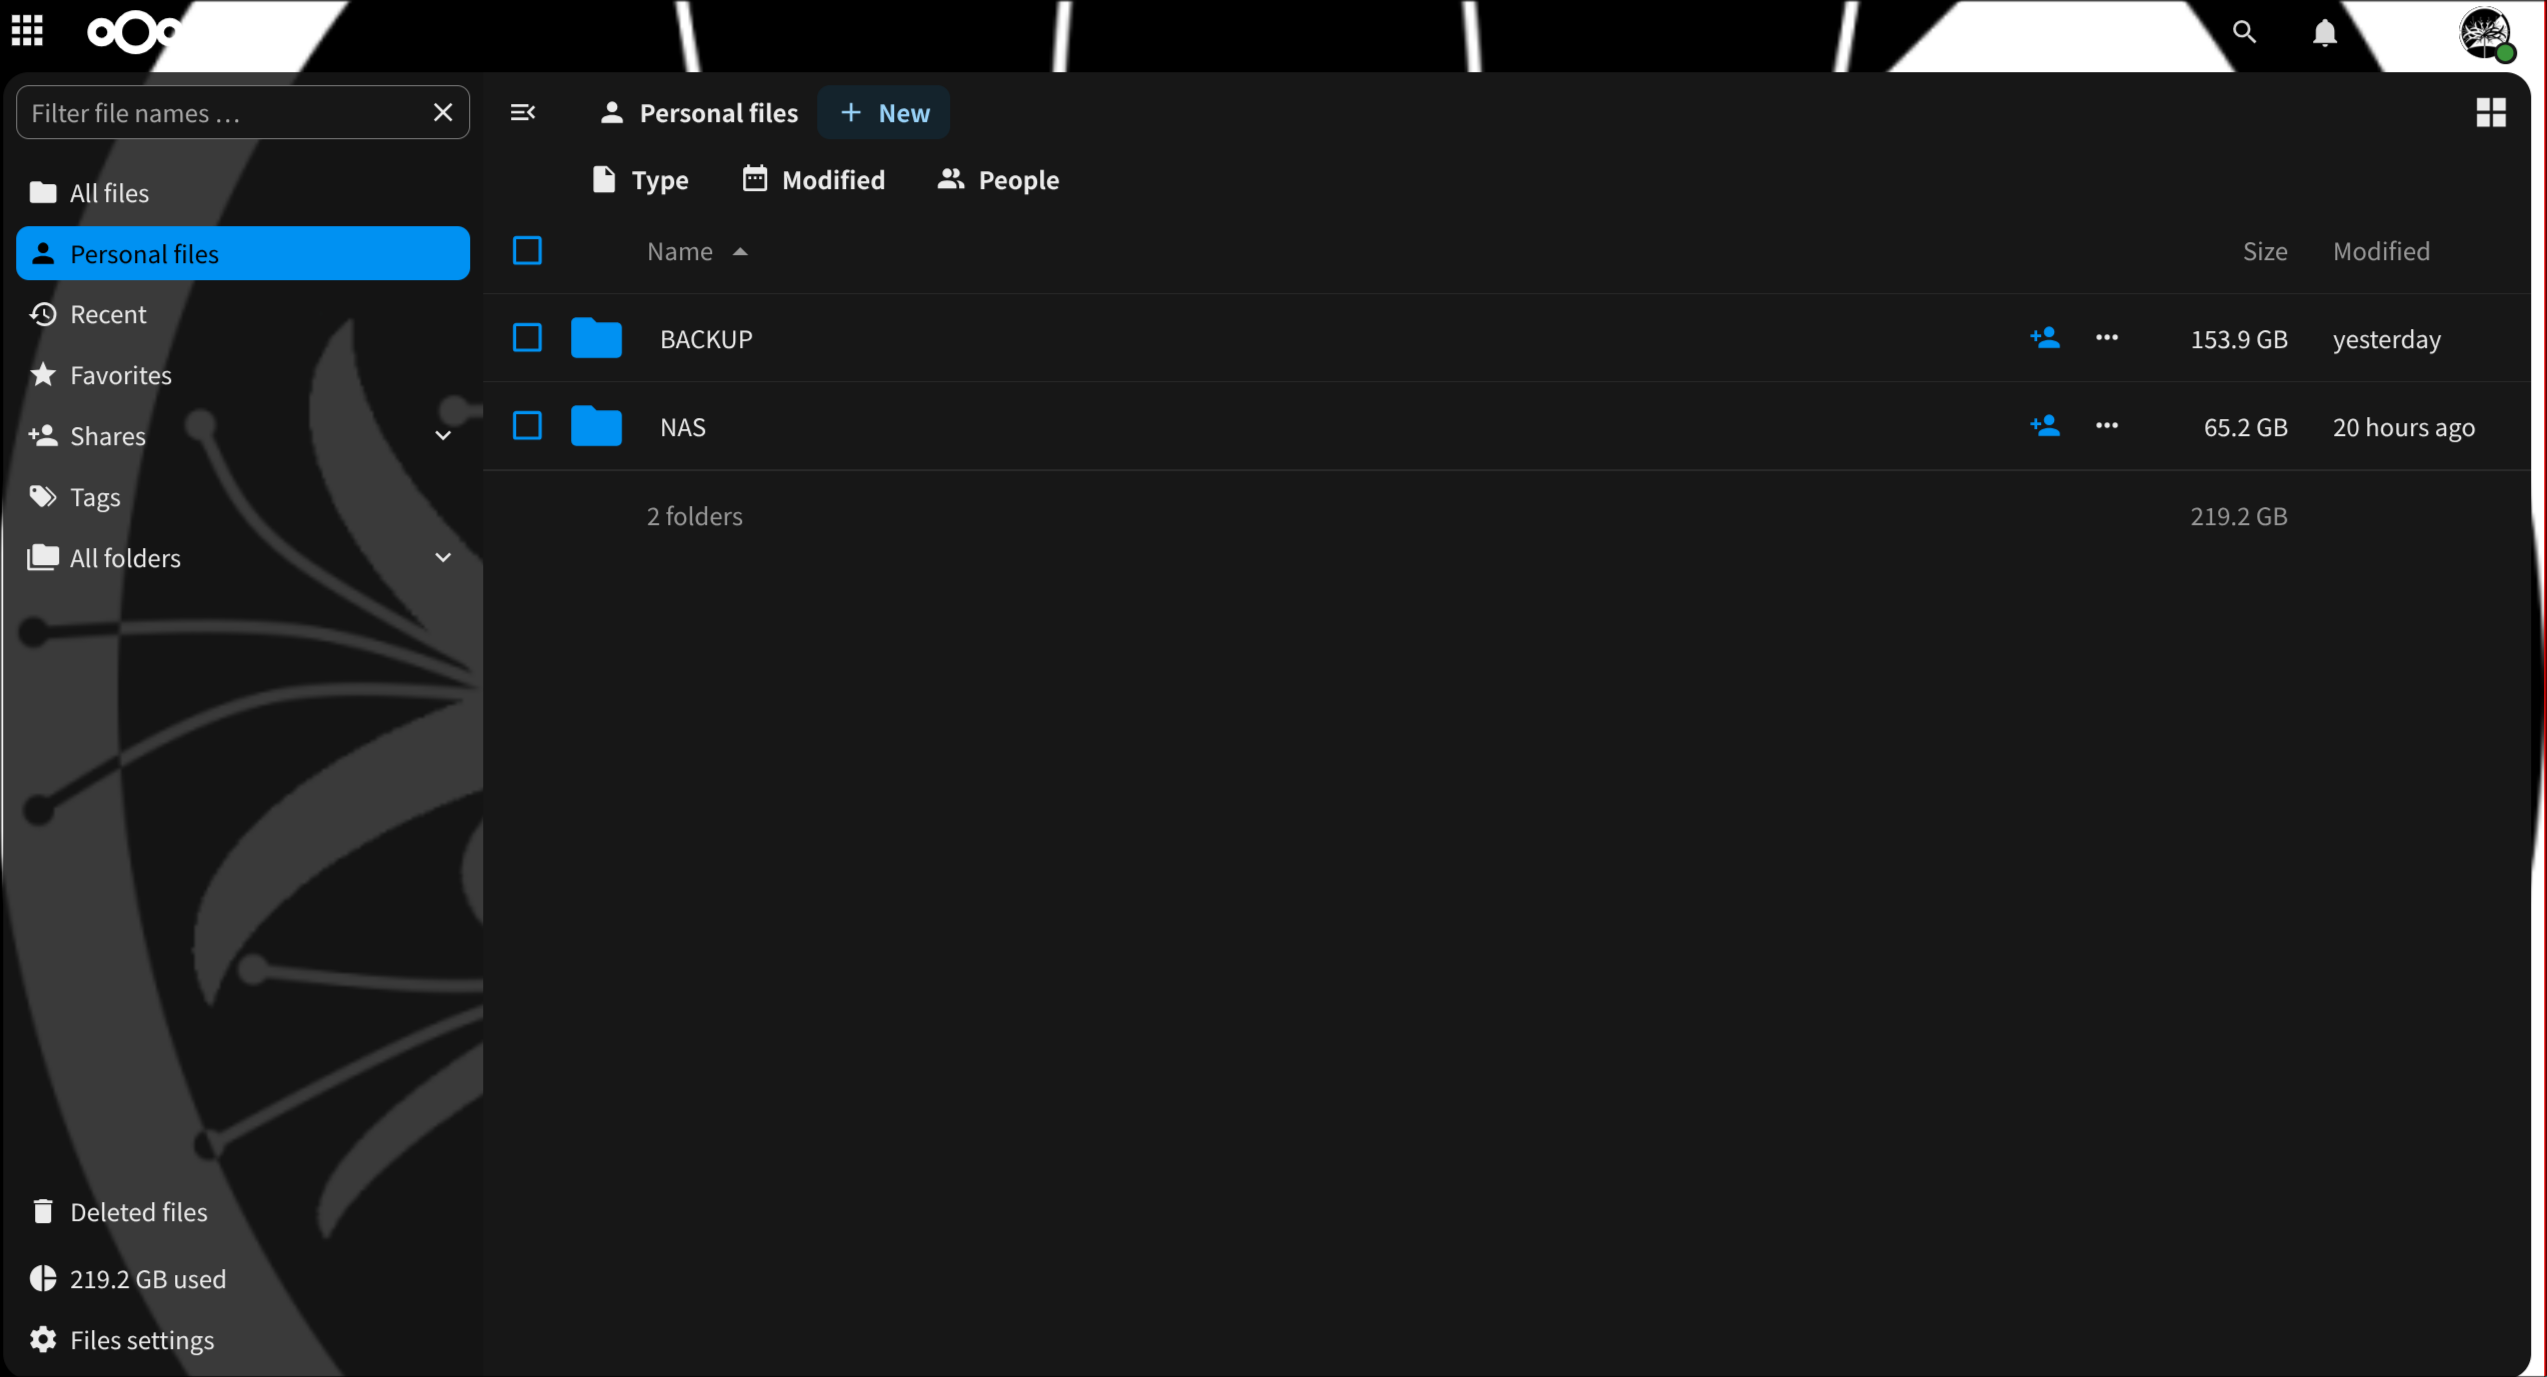 Filter file names …
All files
Personal files
Recent
Favorites
Shares
Tags
All folders
Deleted files
219.2 GB used
Files settings
Personal files
New
Type
Modified
People
Name Size Modified
BACKUP 153.9 GB yesterday
NAS 65.2 GB 20 hours ago
2 folders 219.2 GB